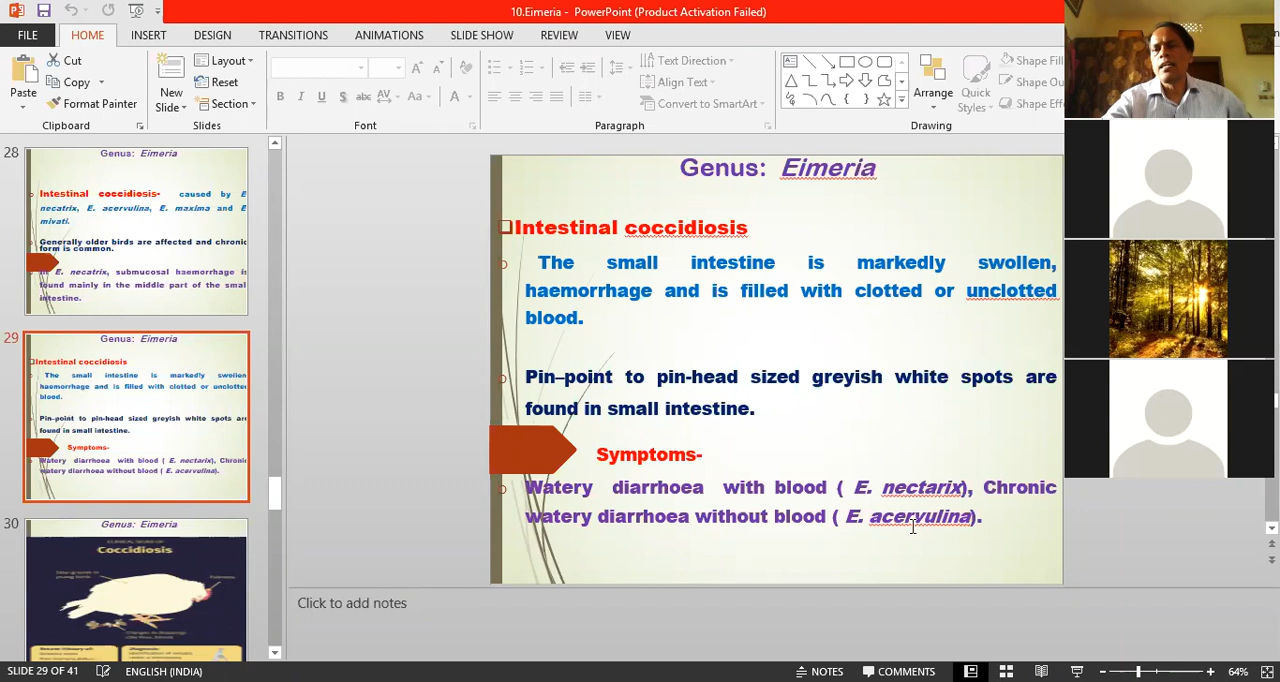 10.Eimeria - PowerPoint (Product Activation Failed)
FILE HOME INSERT DESIGN TRANSITIONS ANIMATIONS SLIDE SHOW REVIEW VIEW
Paste
Cut
Copy
Format Painter
Clipboard
New
Slide
Layout
Reset
Section
Slides
B I U S abc AV Aa A
Font
Text Direction
Align Text
Convert to SmartArt
Paragraph
Arrange
Quick
Styles
Shape Fill
Shape Ou
Shape Effe
Drawing
28
Genus: Eimeria
Intestinal coccidiosis- caused by E
necatrix, E. acervulina, E. maxima and E
mivati.
Generally older birds are affected and chronic
form is common.
In E. necatrix, submucosal haemorrhage is
found mainly in the middle part of the smal
intestine.
29
Genus: Eimeria
Intestinal coccidiosis
The small intestine is markedly swollen,
haemorrhage and is filled with clotted or unclotted
blood.
Pin-point to pin-head sized greyish white spots are
found in small intestine.
Symptoms-
Watery diarrhoea with blood ( E. nectarix), Chronic
watery diarrhoea without blood ( E. acervulina).
30
Genus: Eimeria
Coccidiosis
Genus: Eimeria
Intestinal coccidiosis
The small intestine is markedly swollen,
haemorrhage and is filled with clotted or unclotted
blood.
Pin–point to pin-head sized greyish white spots are
found in small intestine.
Symptoms-
Watery diarrhoea with blood ( E. nectarix), Chronic
watery diarrhoea without blood ( E. acervulina).
Click to add notes
SLIDE 29 OF 41 ENGLISH (INDIA) NOTES COMMENTS 64%